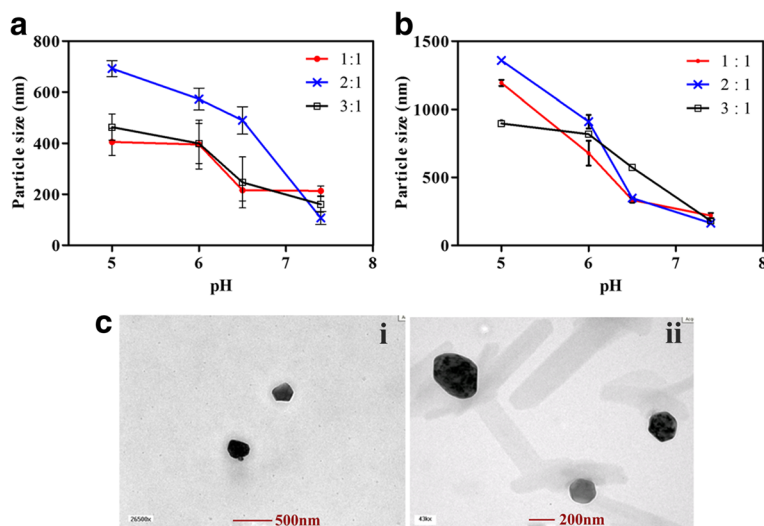 a
800
600
400
200
0
Particle size (nm)
5 6 7 8
pH
1:1
2:1
3:1
b
1500
1000
500
0
Particle size (nm)
5 6 7 8
pH
1 : 1
2 : 1
3 : 1
c
i
26500x
500nm
ii
43kx
200nm